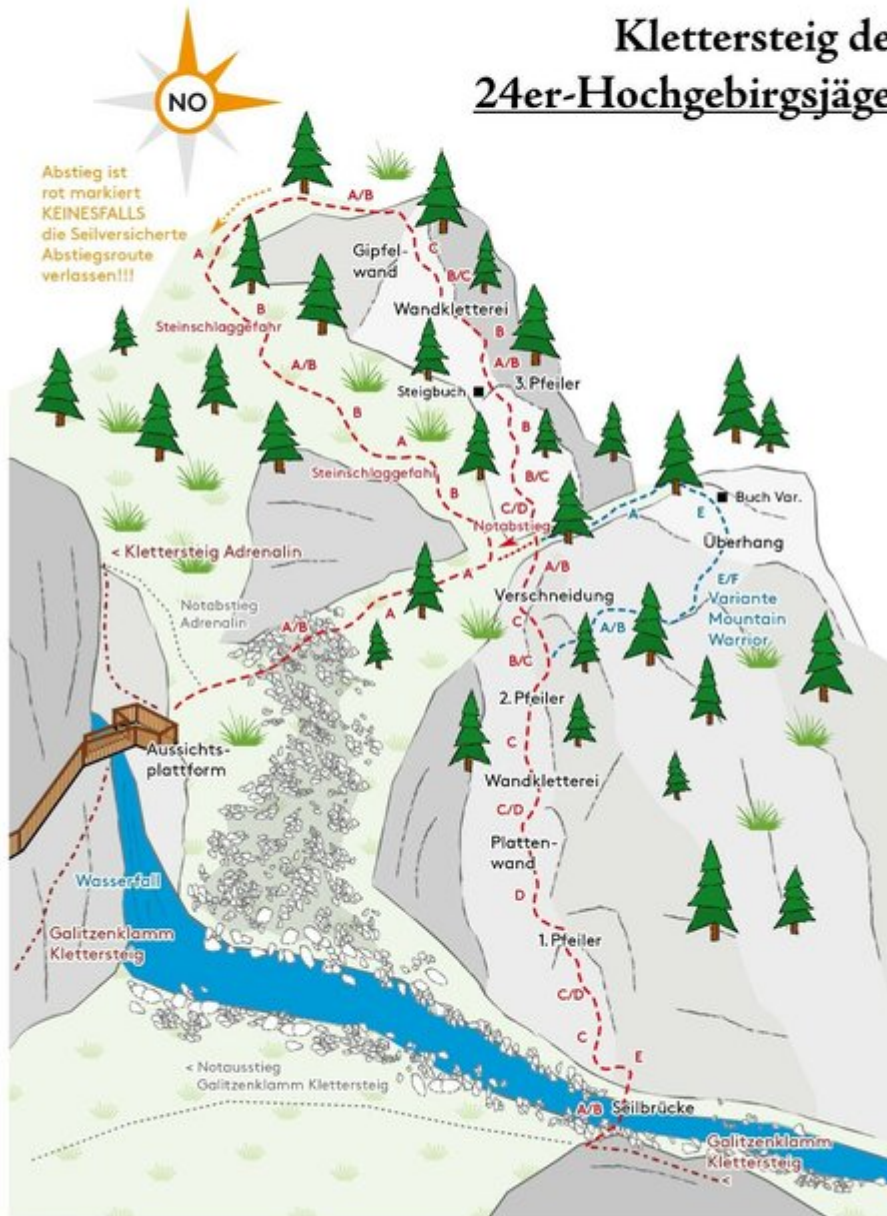 Klettersteig de
24er-Hochgebirgsjäge
NO
Abstieg ist
rot markiert
KEINESFALLS
die Seilversicherte
Abstiegsroute
verlassen!!!
A/B
A
C
Gipfel-
wand
B/C
Wandkletterei
B
B
Steinschlaggefahr
A/B
A/B
3. Pfeiler
Steigbuch
B
B
A
Steinschlaggefahr
B/C
B
C/D
Notabstieg
A
E
Buch Var.
Überhang
< Klettersteig Adrenalin
A
A/B
E/F
Variante
Mountain
Warrior
Notabstieg
Adrenalin
A
Verschneidung
A/B
C
A/B
B/C
2. Pfeiler
Aussichts-
plattform
C
Wandkletterei
C/D
Platten-
wand
Wasserfall
D
Galitzenklamm
Klettersteig
1. Pfeiler
C/D
C
E
< Notausstieg
Galitzenklamm Klettersteig
A/B
Seilbrücke
Galitzenklamm
Klettersteig
<